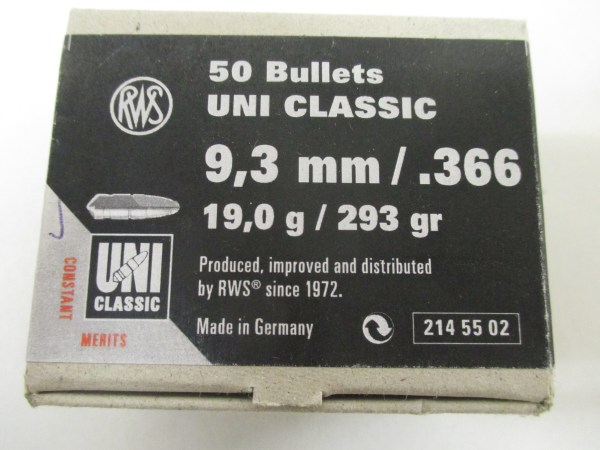 RWS
50 Bullets
UNI CLASSIC
9,3 mm / .366
19,0 g / 293 gr
UNI
CLASSIC
CONSTANT
MERITS
Produced, improved and distributed
by RWS® since 1972.
Made in Germany
214 55 02